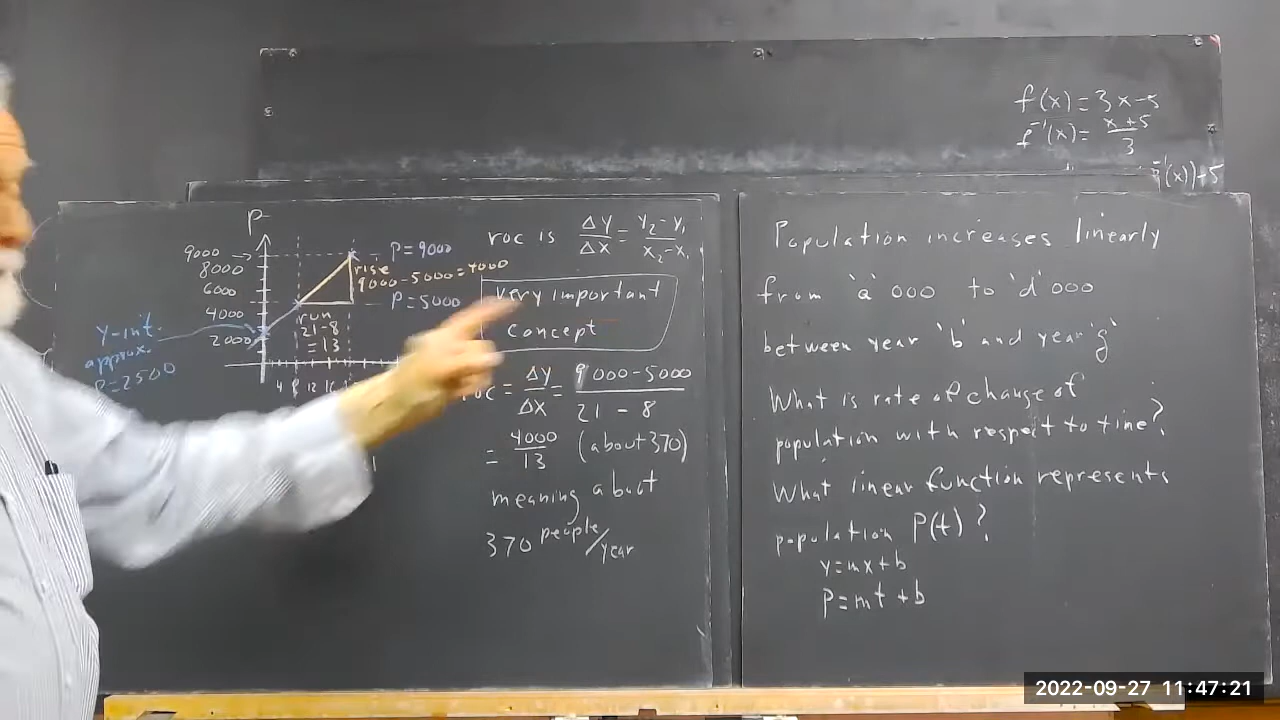 f(x) = 3x-5
f⁻¹(x) = x+5
3
(x))+5
P
9000
8000
6000
4000
2000
P=9000
rise
9000-5000=4000
P=5000
run
21-8
=13
4 8 12 16
y-int.
approx.
P=2500
roc is Δy/Δx = y₂-y₁/x₂-x₁
Very important
concept
roc = Δy/Δx = 9000-5000
21-8
= 4000/13 (about 370)
meaning about
370 people/year
Population increases linearly
from 'a'000 to 'd'000
between year 'b' and year 'g'
What is rate of change of
population with respect to time?
What linear function represents
population P(t)?
y=mx+b
P=mt+b
2022-09-27 11:47:21